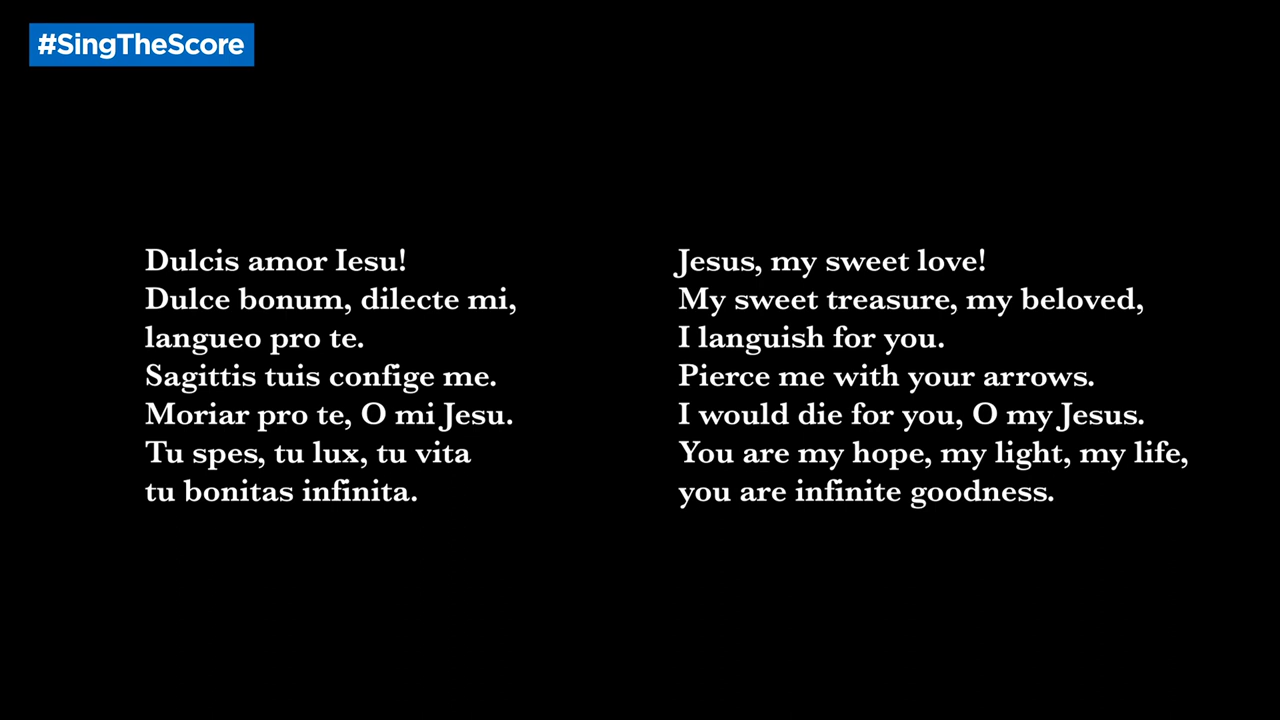 #SingTheScore
Dulcis amor Iesu!
Dulce bonum, dilecte mi,
langueo pro te.
Sagittis tuis confige me.
Moriar pro te, O mi Jesu.
Tu spes, tu lux, tu vita
tu bonitas infinita.
Jesus, my sweet love!
My sweet treasure, my beloved,
I languish for you.
Pierce me with your arrows.
I would die for you, O my Jesus.
You are my hope, my light, my life,
you are infinite goodness.